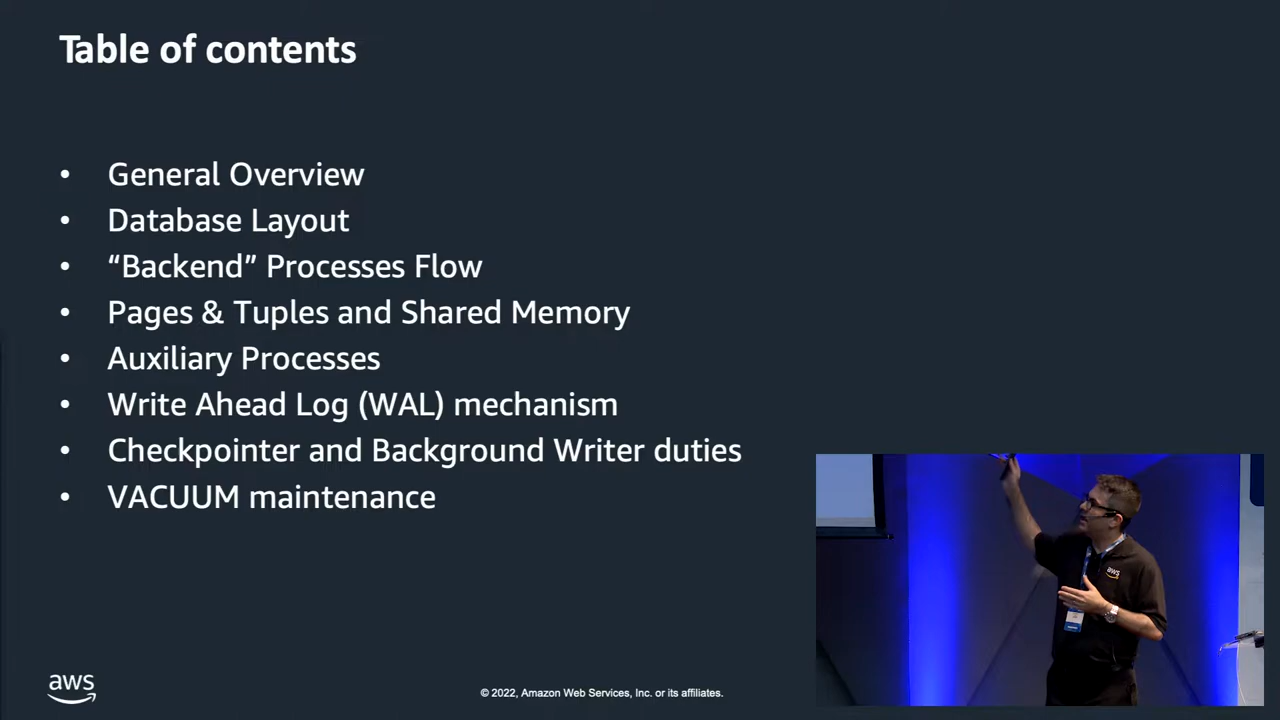 Table of contents
• General Overview
• Database Layout
• “Backend” Processes Flow
• Pages & Tuples and Shared Memory
• Auxiliary Processes
• Write Ahead Log (WAL) mechanism
• Checkpointer and Background Writer duties
• VACUUM maintenance
aws
aws
© 2022, Amazon Web Services, Inc. or its affiliates.